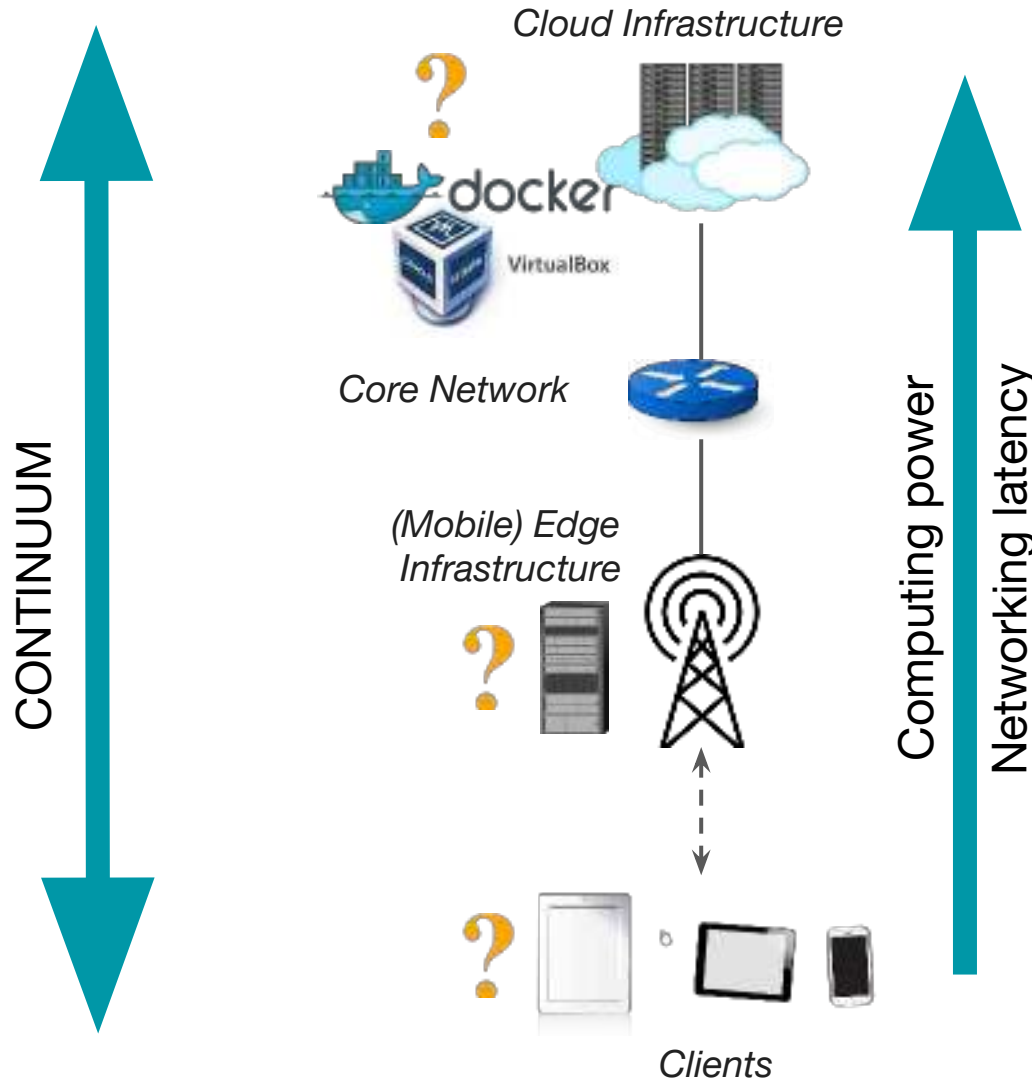 Cloud Infrastructure
?
docker
VirtualBox
Core Network
(Mobile) Edge
Infrastructure
?
?
Clients
CONTINUUM
Computing power
Networking latency